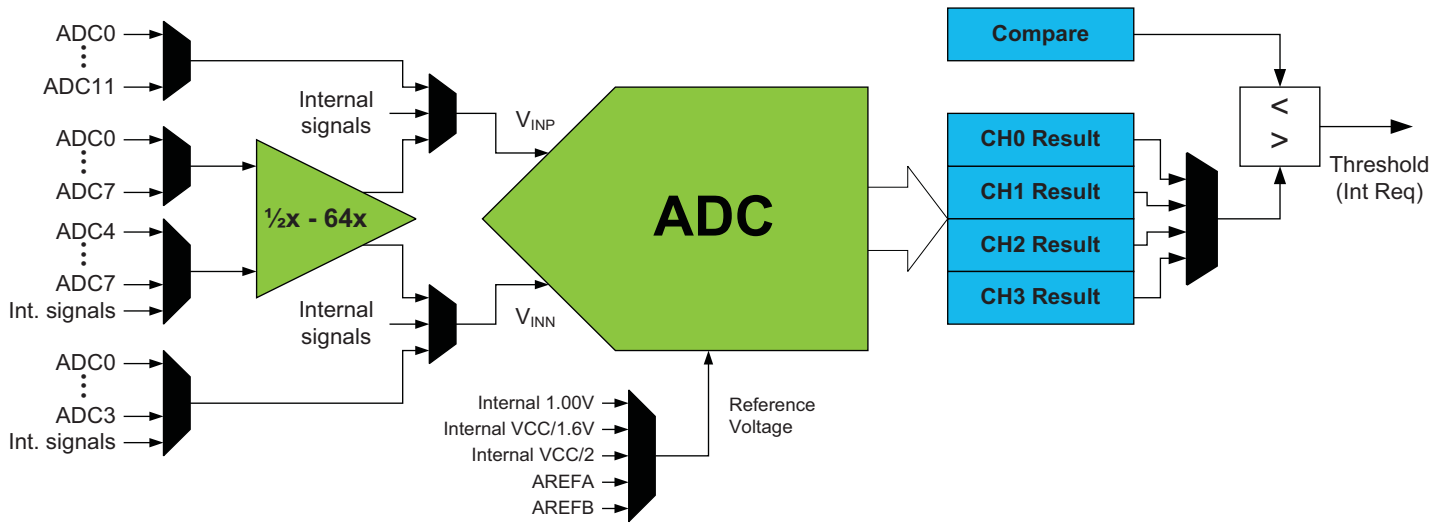 ADC0
ADC11
Internal
signals
ADC0
ADC7
½x - 64x
ADC4
ADC7
Int. signals
Internal
signals
ADC0
ADC3
Int. signals
VINP
VINN
ADC
Internal 1.00V
Internal VCC/1.6V
Internal VCC/2
AREFA
AREFB
Reference
Voltage
Compare
CH0 Result
CH1 Result
CH2 Result
CH3 Result
<
>
Threshold
(Int Req)